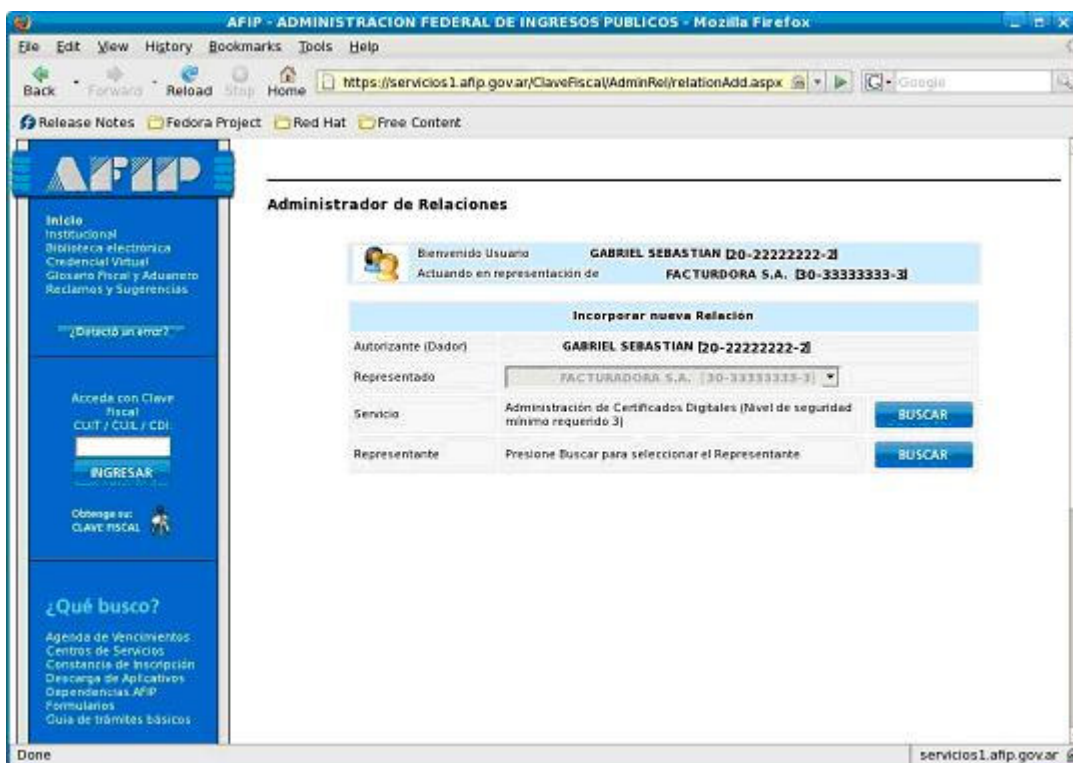 AFIP - ADMINISTRACION FEDERAL DE INGRESOS PUBLICOS - Mozilla Firefox
File Edit View History Bookmarks Tools Help
Back Forward Reload Stop Home https://servicios1.afip.gov.ar/ClaveFiscal/AdminRel/relationAdd.aspx Google
Release Notes Fedora Project Red Hat Free Content
AFIP
Inicio
Institucional
Biblioteca electrónica
Credencial Virtual
Glosario Fiscal y Aduanero
Reclamos y Sugerencias
¿Detectó un error?
Acceda con Clave
Fiscal
CUIT / CUIL / CDI:
INGRESAR
Obtenga su:
CLAVE FISCAL
¿Qué busco?
Agenda de Vencimientos
Centros de Servicios
Constancia de Inscripción
Descarga de Aplicativos
Dependencias AFIP
Formularios
Guía de trámites básicos
Administrador de Relaciones
Bienvenido Usuario GABRIEL SEBASTIAN [20-22222222-2]
Actuando en representación de FACTURDORA S.A. [30-33333333-3]
Incorporar nueva Relación
Autorizante (Dador) GABRIEL SEBASTIAN [20-22222222-2]
Representado FACTURADORA S.A. [30-33333333-3]
Servicio Administración de Certificados Digitales (Nivel de seguridad
mínimo requerido 3) BUSCAR
Representante Presione Buscar para seleccionar el Representante BUSCAR
Done servicios1.afip.gov.ar